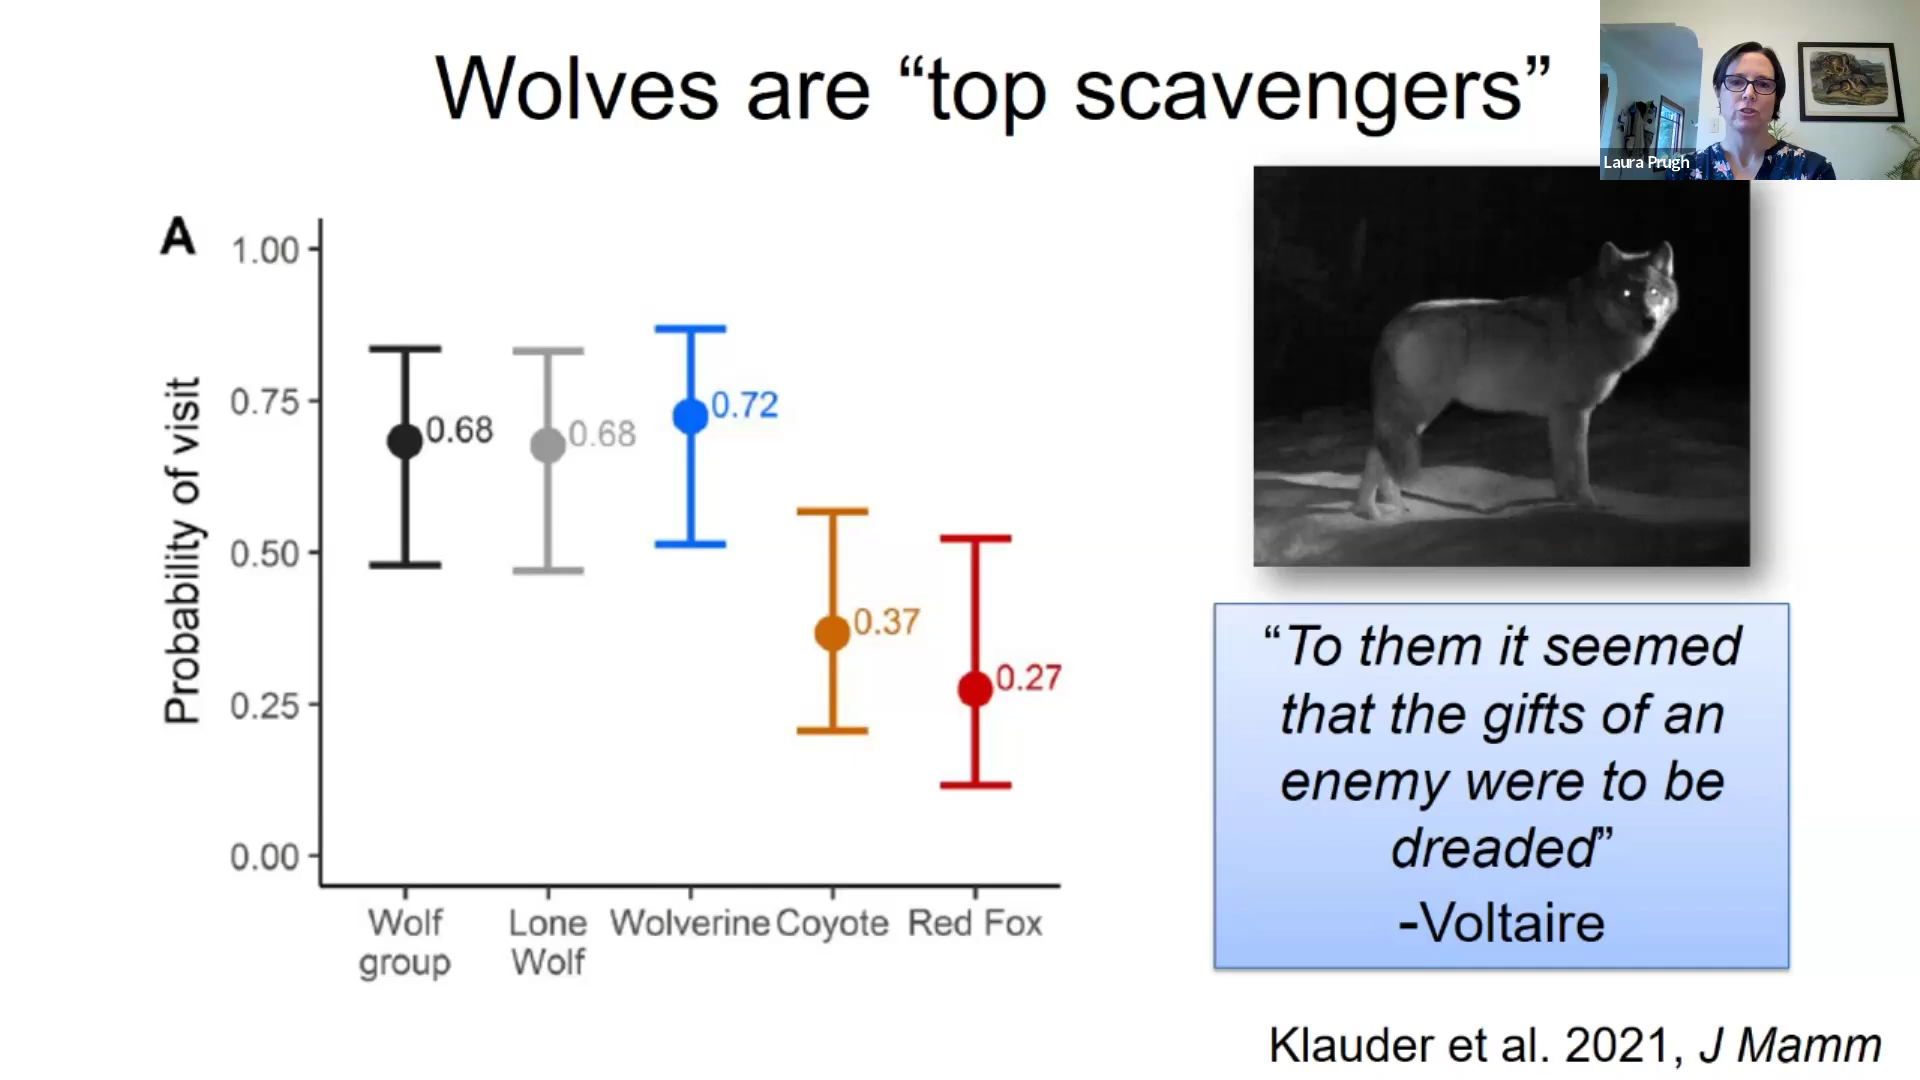 Wolves are “top scavengers”
Laura Prugh
A
1.00
0.75
0.50
0.25
0.00
Probability of visit
0.68
0.68
0.72
0.37
0.27
Wolf group
Lone Wolf
Wolverine
Coyote
Red Fox
“To them it seemed
that the gifts of an
enemy were to be
dreaded”
-Voltaire
Klauder et al. 2021, J Mamm